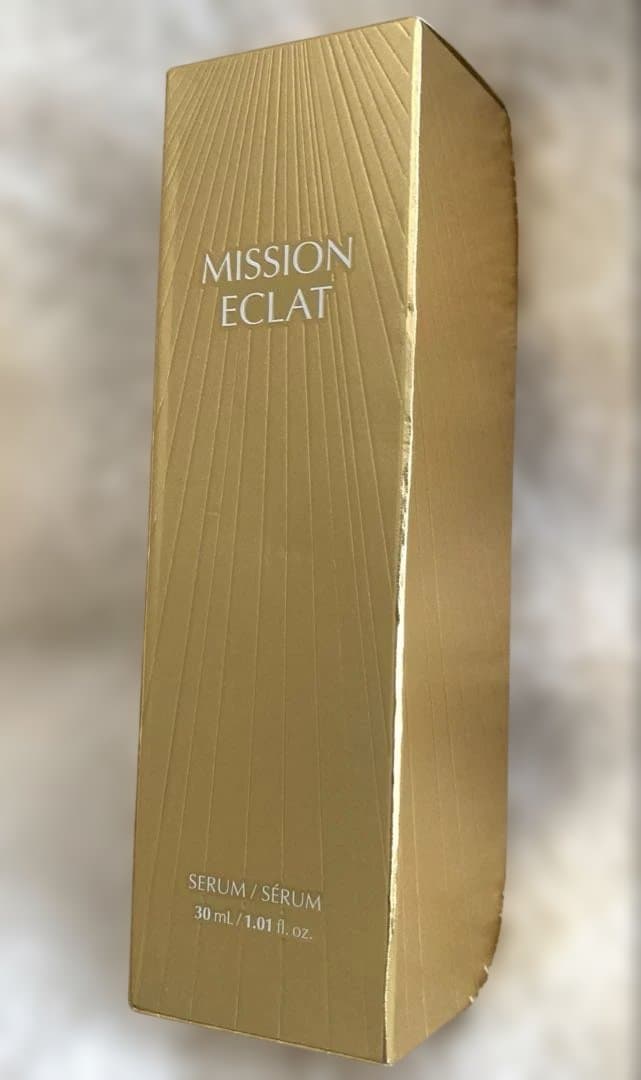 MISSION
ECLAT
SERUM / SÉRUM
30 mL / 1.01 fl. oz.